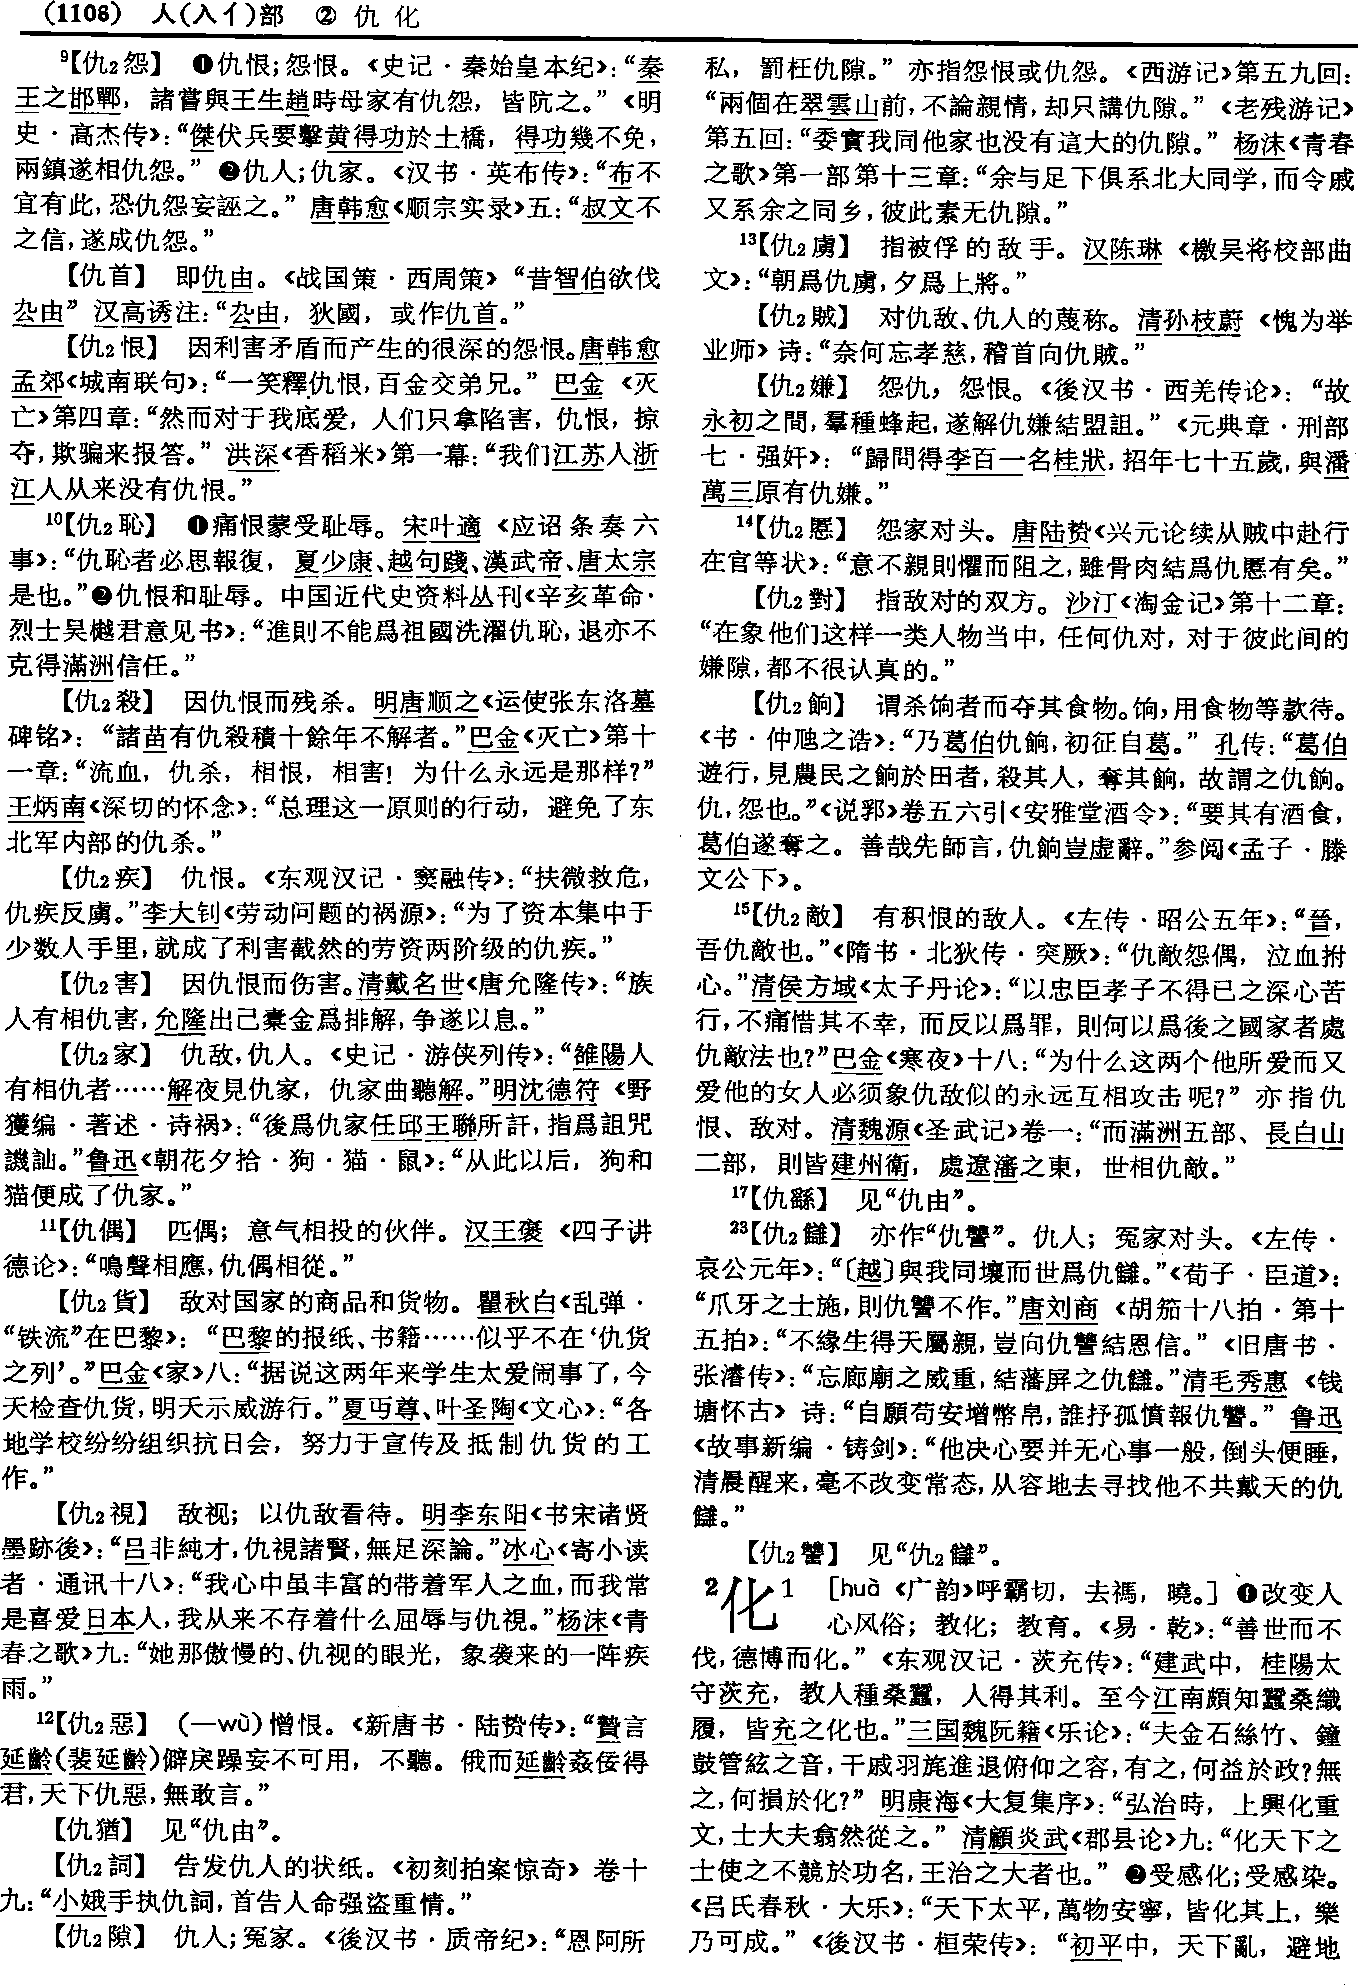 (1108) 人(入亻)部 ② 仇 化
⁹【仇₂怨】 ❶仇恨;怨恨。《史记·秦始皇本纪》:“秦
王之邯鄲，諸嘗與王生趙時母家有仇怨，皆阬之。”《明
史·高杰传》:“傑伏兵要擊黄得功於土橋，得功幾不免，
兩鎮遂相仇怨。” ❷仇人;仇家。《汉书·英布传》:“布不
宜有此,恐仇怨妄誣之。” 唐韩愈《顺宗实录》五:“叔文不
之信,遂成仇怨。”
【仇首】 即仇由。《战国策·西周策》“昔智伯欲伐
厹由” 汉高诱注:“厹由，狄國，或作仇首。”
【仇₂恨】 因利害矛盾而产生的很深的怨恨。唐韩愈
孟郊《城南联句》:“一笑釋仇恨,百金交弟兄。” 巴金《灭
亡》第四章:“然而对于我底爱，人们只拿陷害，仇恨，掠
夺,欺骗来报答。” 洪深《香稻米》第一幕:“我们江苏人浙
江人从来没有仇恨。”
¹⁰【仇₂恥】 ❶痛恨蒙受耻辱。宋叶適《应诏条奏六
事》:“仇恥者必思報復，夏少康、越句踐、漢武帝、唐太宗
是也。”❷仇恨和耻辱。中国近代史资料丛刊《辛亥革命·
烈士吴樾君意见书》:“進則不能爲祖國洗濯仇恥,退亦不
克得滿洲信任。”
【仇₂殺】 因仇恨而残杀。明唐顺之《运使张东洛墓
碑铭》:“諸苗有仇殺積十餘年不解者。”巴金《灭亡》第十
一章:“流血，仇杀，相恨，相害! 为什么永远是那样?”
王炳南《深切的怀念》:“总理这一原则的行动，避免了东
北军内部的仇杀。”
【仇₂疾】 仇恨。《东观汉记·窦融传》:“扶微救危，
仇疾反虜。”李大钊《劳动问题的祸源》:“为了资本集中于
少数人手里,就成了利害截然的劳资两阶级的仇疾。”
【仇₂害】 因仇恨而伤害。清戴名世《唐允隆传》:“族
人有相仇害,允隆出己橐金爲排解,争遂以息。”
【仇₂家】 仇敌,仇人。《史记·游侠列传》:“雒陽人
有相仇者……解夜見仇家，仇家曲聽解。”明沈德符《野
獲编·著述·诗祸》:“後爲仇家任邱王聯所訐,指爲詛咒
譏訕。”鲁迅《朝花夕拾·狗·猫·鼠》:“从此以后，狗和
猫便成了仇家。”
¹¹【仇偶】 匹偶; 意气相投的伙伴。汉王褒《四子讲
德论》:“鳴聲相應,仇偶相從。”
【仇₂貨】 敌对国家的商品和货物。瞿秋白《乱弹·
“铁流”在巴黎》:“巴黎的报纸、书籍……似乎不在‘仇货
之列’。”巴金《家》八:“据说这两年来学生太爱闹事了,今
天检查仇货,明天示威游行。”夏丏尊、叶圣陶《文心》:“各
地学校纷纷组织抗日会，努力于宣传及抵制仇货的工
作。”
【仇₂視】 敌视; 以仇敌看待。明李东阳《书宋诸贤
墨跡後》:“吕非純才,仇視諸賢,無足深論。”冰心《寄小读
者·通讯十八》:“我心中虽丰富的带着军人之血,而我常
是喜爱日本人,我从来不存着什么屈辱与仇視。”杨沫《青
春之歌》九:“她那傲慢的、仇视的眼光，象袭来的一阵疾
雨。”
¹²【仇₂惡】 (—wù)憎恨。《新唐书·陆贽传》:“贄言
延齡(裴延齡)僻戾躁妄不可用，不聽。俄而延齡姦佞得
君,天下仇惡,無敢言。”
【仇猶】 见“仇由”。
【仇₂詞】 告发仇人的状纸。《初刻拍案惊奇》卷十
九:“小娥手执仇詞,首告人命强盗重情。”
【仇₂隙】 仇人;冤家。《後汉书·质帝纪》:“恩阿所
私，罰枉仇隙。” 亦指怨恨或仇怨。《西游记》第五九回:
“兩個在翠雲山前,不論親情,却只講仇隙。”《老残游记》
第五回:“委實我同他家也没有這大的仇隙。” 杨沫《青春
之歌》第一部第十三章:“余与足下俱系北大同学,而令戚
又系余之同乡,彼此素无仇隙。”
¹³【仇₂虜】 指被俘的敌手。汉陈琳《檄吴将校部曲
文》:“朝爲仇虜,夕爲上將。”
【仇₂賊】 对仇敌、仇人的蔑称。清孙枝蔚《愧为举
业师》诗:“奈何忘孝慈,稽首向仇賊。”
【仇₂嫌】 怨仇，怨恨。《後汉书·西羌传论》:“故
永初之間,羣種蜂起,遂解仇嫌結盟詛。”《元典章·刑部
七·强奸》:“歸問得李百一名桂狀,招年七十五歲,與潘
萬三原有仇嫌。”
¹⁴【仇₂慝】 怨家对头。唐陆贽《兴元论续从贼中赴行
在官等状》:“意不親則懼而阻之,雖骨肉結爲仇慝有矣。”
【仇₂對】 指敌对的双方。沙汀《淘金记》第十二章:
“在象他们这样一类人物当中，任何仇对，对于彼此间的
嫌隙,都不很认真的。”
【仇₂餉】 谓杀饷者而夺其食物。饷,用食物等款待。
《书·仲虺之诰》:“乃葛伯仇餉,初征自葛。” 孔传:“葛伯
遊行,見農民之餉於田者,殺其人，奪其餉，故謂之仇餉。
仇,怨也。”《说郛》卷五六引《安雅堂酒令》:“要其有酒食，
葛伯遂奪之。善哉先師言,仇餉豈虚辭。”参阅《孟子·滕
文公下》。
¹⁵【仇₂敵】 有积恨的敌人。《左传·昭公五年》:“晉，
吾仇敵也。”《隋书·北狄传·突厥》:“仇敵怨偶，泣血拊
心。”清侯方域《太子丹论》:“以忠臣孝子不得已之深心苦
行,不痛惜其不幸，而反以爲罪，則何以爲後之國家者處
仇敵法也?”巴金《寒夜》十八:“为什么这两个他所爱而又
爱他的女人必须象仇敌似的永远互相攻击呢?” 亦指仇
恨、敌对。清魏源《圣武记》卷一:“而滿洲五部、長白山
二部，則皆建州衛，處遼瀋之東，世相仇敵。”
¹⁷【仇繇】 见“仇由”。
²³【仇₂讎】 亦作“仇讐”。仇人; 冤家对头。《左传·
哀公元年》:“〔越〕與我同壤而世爲仇讎。”《荀子·臣道》:
“爪牙之士施,則仇讐不作。”唐刘商《胡笳十八拍·第十
五拍》:“不緣生得天屬親,豈向仇讐結恩信。”《旧唐书·
张濬传》:“忘廊廟之威重,結藩屏之仇讎。”清毛秀惠《钱
塘怀古》诗:“自願苟安增幣帛,誰抒孤憤報仇讐。” 鲁迅
《故事新编·铸剑》:“他决心要并无心事一般,倒头便睡，
清晨醒来,毫不改变常态,从容地去寻找他不共戴天的仇
讎。”
【仇₂讐】 见“仇₂讎”。
²化¹ [huà 《广韵》呼霸切，去禡，曉。] ❶改变人
心风俗; 教化; 教育。《易·乾》:“善世而不
伐,德博而化。”《东观汉记·茨充传》:“建武中，桂陽太
守茨充，教人種桑蠶，人得其利。至今江南頗知蠶桑織
履，皆充之化也。”三国魏阮籍《乐论》:“夫金石絲竹、鐘
鼓管絃之音,干戚羽旄進退俯仰之容,有之,何益於政?無
之,何損於化?” 明康海《大复集序》:“弘治時，上興化重
文,士大夫翕然從之。” 清顧炎武《郡县论》九:“化天下之
士使之不競於功名,王治之大者也。” ❷受感化;受感染。
《吕氏春秋·大乐》:“天下太平,萬物安寧，皆化其上，樂
乃可成。”《後汉书·桓荣传》:“初平中，天下亂，避地